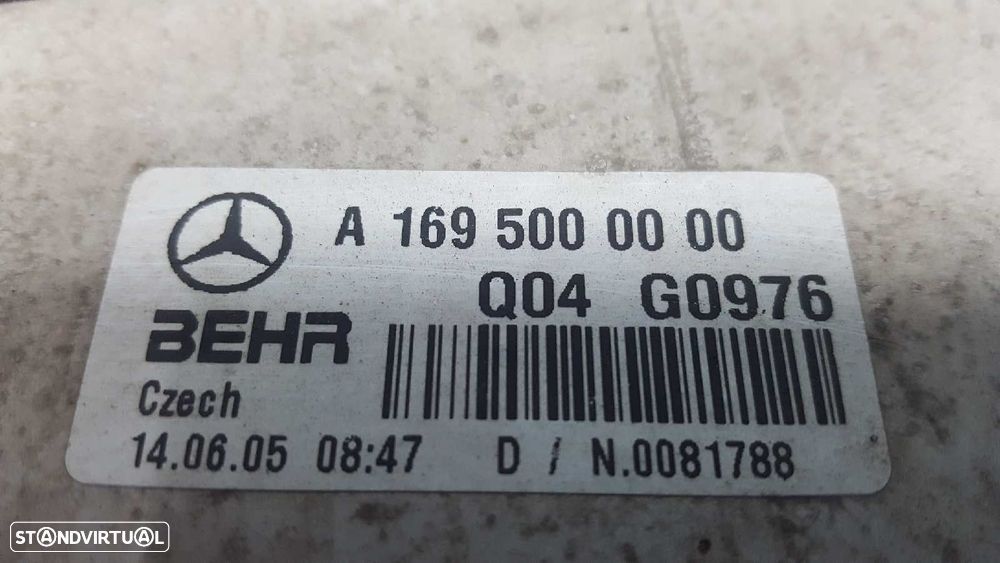 A 169 500 00 00
Q04 G0976
BEHR
Czech
14.06.05 08:47 D / N.0081788
STANDVIRTUAL